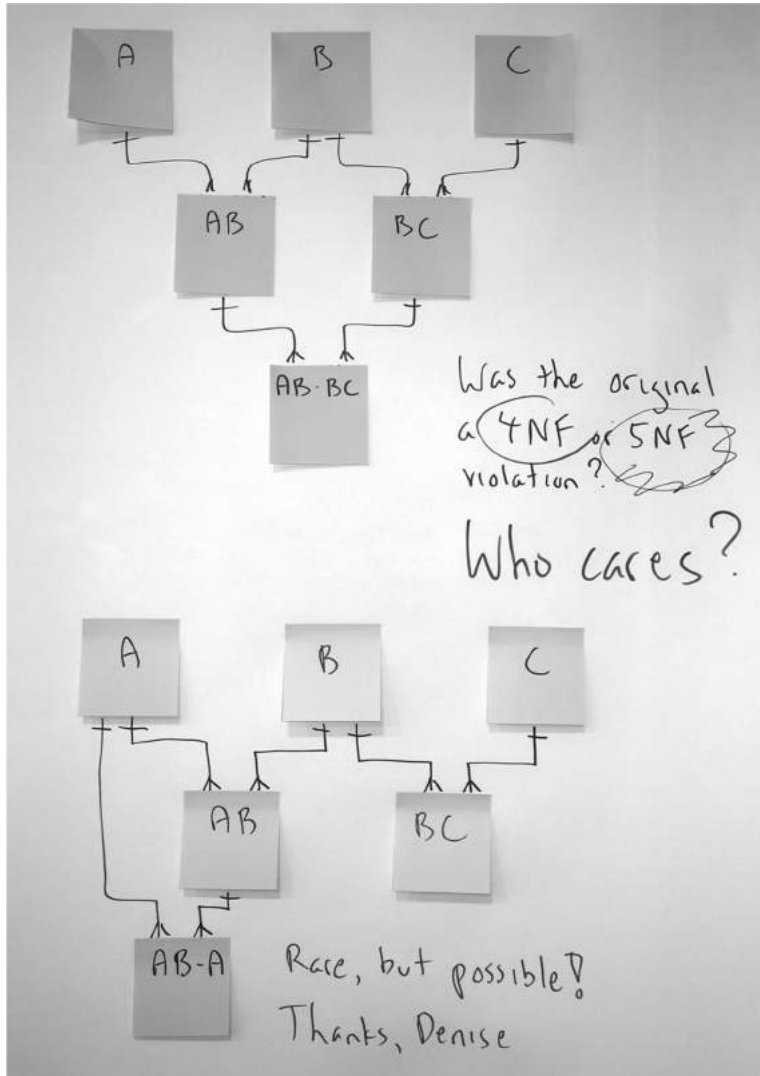 A
B
C
AB
BC
AB-BC
Was the original
a 4NF or 5NF
violation?
Who cares?
A
B
C
AB
BC
AB-A
Rare, but possible!
Thanks, Denise